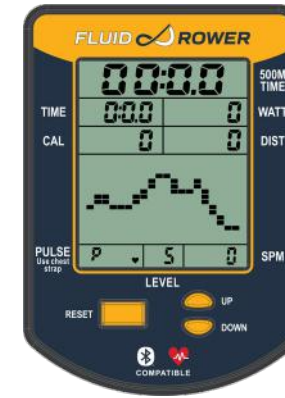 FLUID ROWER
00:0.0 500M
TIME
TIME 0:0.0 0 WATT
CAL 0 0 DIST
PULSE
Use chest
strap
P S 0 SPM
LEVEL
RESET UP
DOWN
COMPATIBLE